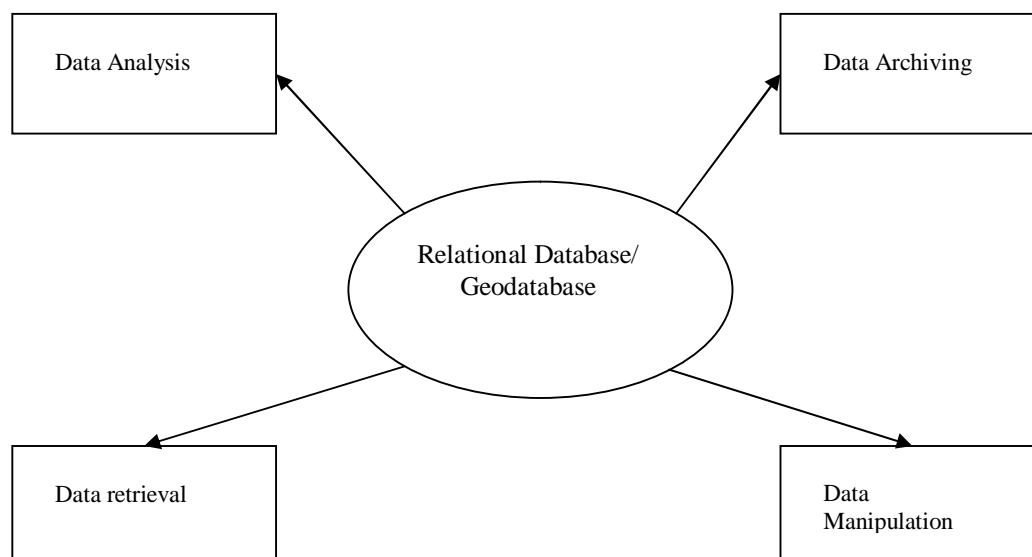 Data Analysis
Data Archiving
Relational Database/
Geodatabase
Data retrieval
Data
Manipulation